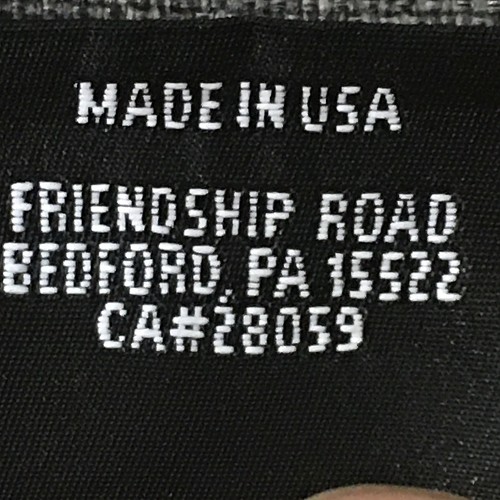 MADE IN USA
FRIENDSHIP ROAD
BEDFORD, PA 15522
CA#28059